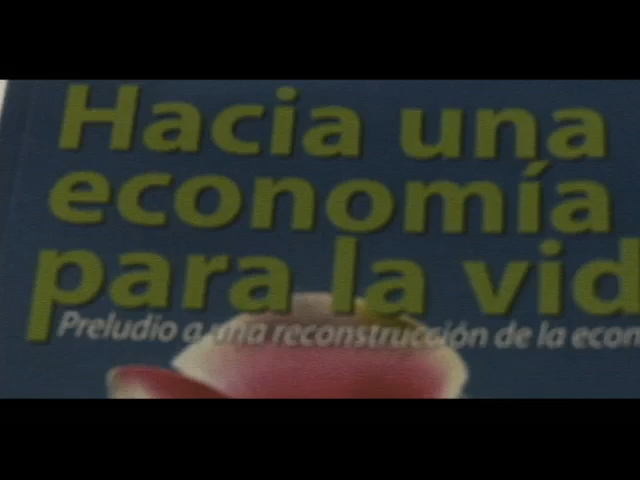 Hacia una
economía
para la vid
Preludio a una reconstrucción de la econ